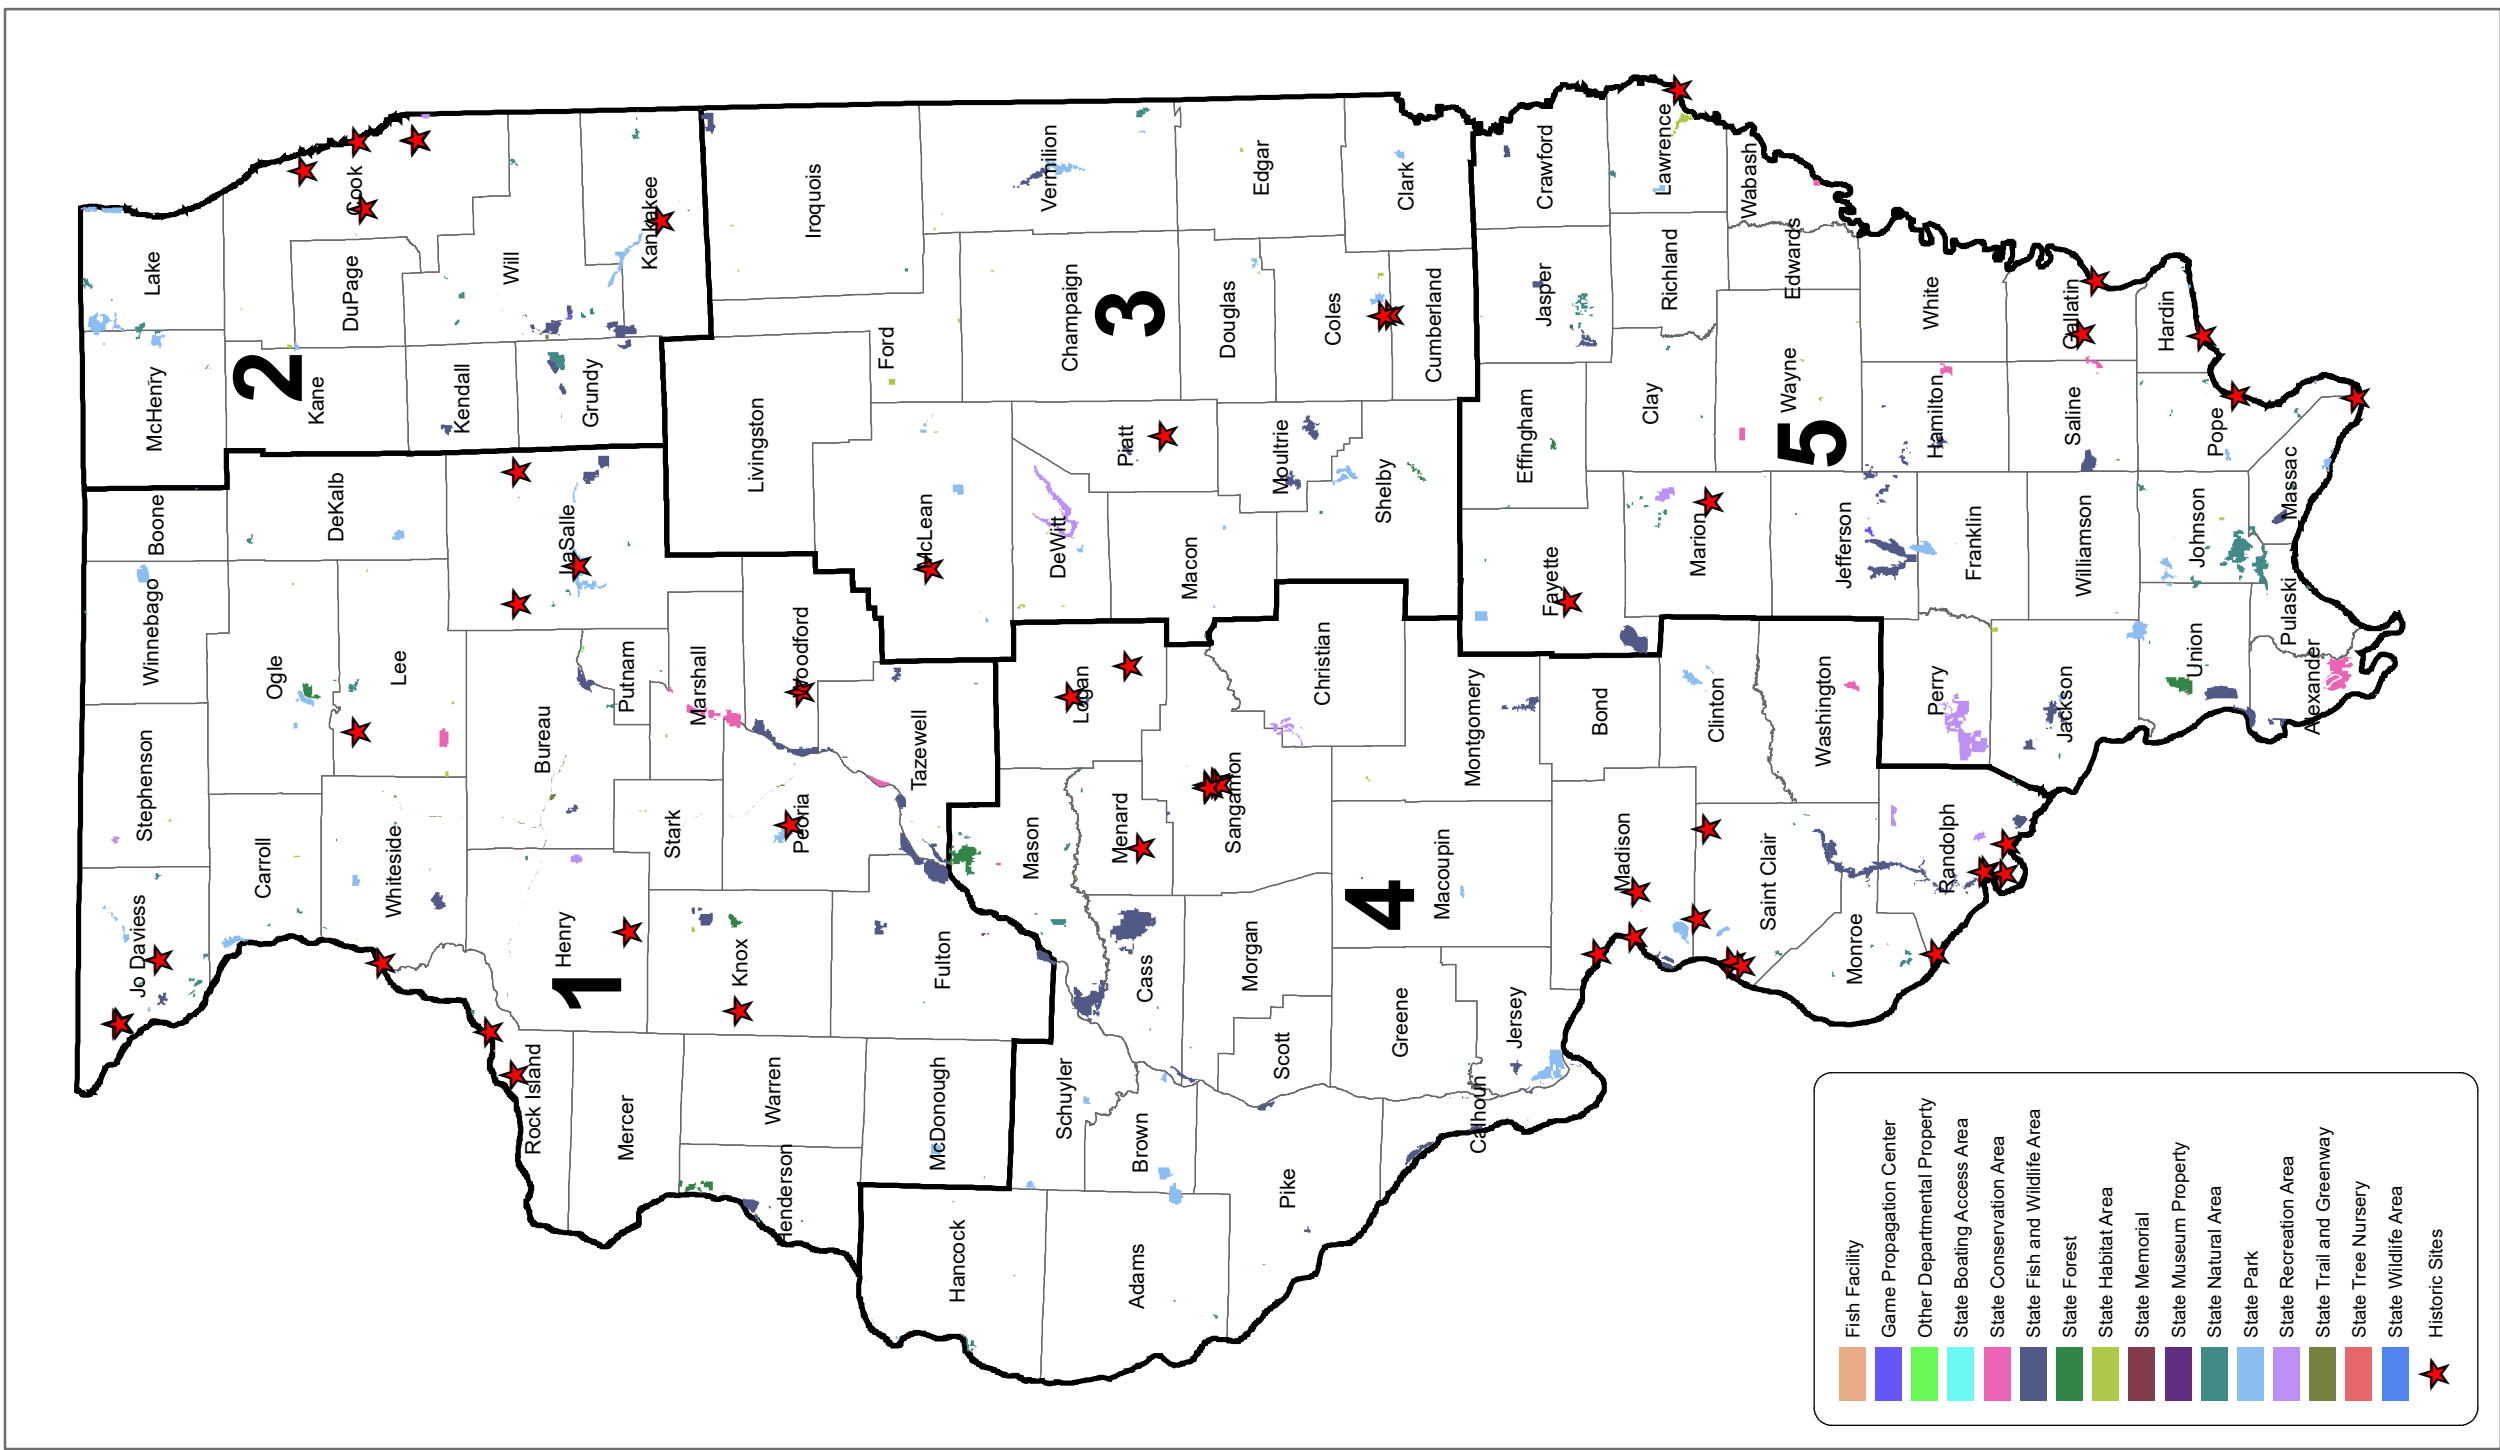 Jo Daviess
Stephenson
Winnebago
Boone
McHenry
Lake
Carroll
Ogle
DeKalb
Kane
2
Cook
DuPage
Whiteside
Lee
Kendall
Will
Rock Island
Henry
1
Bureau
LaSalle
Grundy
Kankakee
Mercer
Putnam
Knox
Stark
Marshall
Livingston
Iroquois
Warren
Henderson
Peoria
Woodford
Ford
McDonough
Fulton
Tazewell
McLean
Hancock
Schuyler
Mason
Logan
DeWitt
Piatt
Champaign
3
Vermilion
Adams
Brown
Cass
Menard
Macon
Douglas
Edgar
Pike
Scott
Morgan
Sangamon
Christian
Moultrie
Coles
Shelby
Cumberland
Clark
Greene
4
Macoupin
Montgomery
Calhoun
Jersey
Bond
Fayette
Effingham
Jasper
Crawford
Madison
Clinton
Marion
Clay
Richland
Lawrence
Saint Clair
Washington
Jefferson
5
Wayne
Edwards
Wabash
Monroe
Randolph
Perry
Franklin
Hamilton
White
Jackson
Williamson
Saline
Gallatin
Union
Johnson
Pope
Hardin
Alexander
Pulaski
Massac
Fish Facility
Game Propagation Center
Other Departmental Property
State Boating Access Area
State Conservation Area
State Fish and Wildlife Area
State Forest
State Habitat Area
State Memorial
State Museum Property
State Natural Area
State Park
State Recreation Area
State Trail and Greenway
State Tree Nursery
State Wildlife Area
Historic Sites